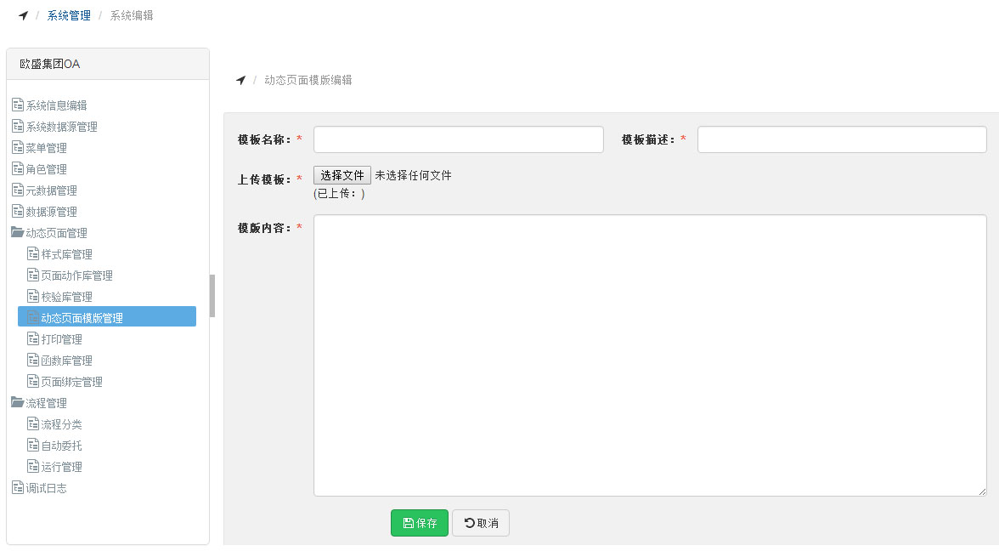 / 系统管理 / 系统编辑
欧盛集团OA
系统信息编辑
系统数据源管理
菜单管理
角色管理
元数据管理
数据源管理
动态页面管理
样式库管理
页面动作库管理
校验库管理
动态页面模版管理
打印管理
函数库管理
页面绑定管理
流程管理
流程分类
自动委托
运行管理
调试日志
/ 动态页面模版编辑
模板名称：* 模板描述：*
上传模板：* 选择文件 未选择任何文件
(已上传：)
模版内容：*
保存 取消